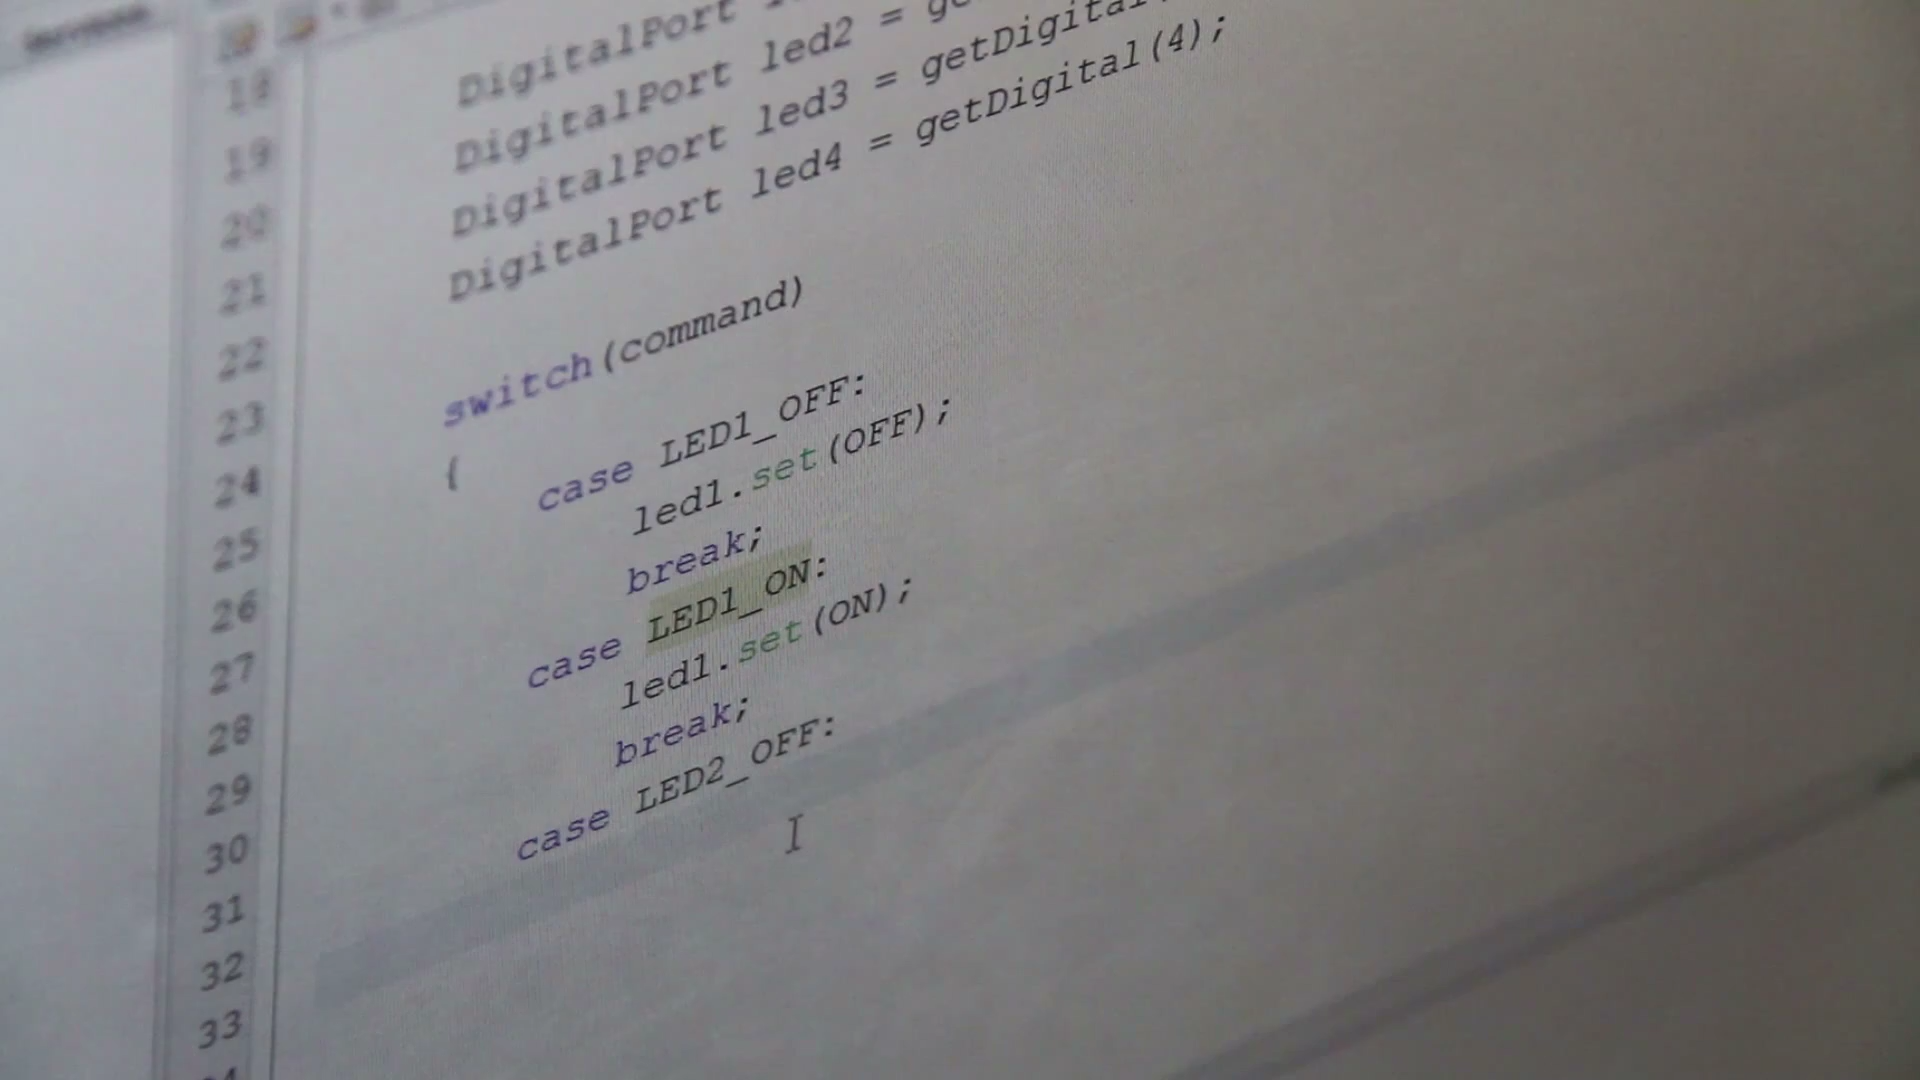 DigitalPort
DigitalPort led2 =
DigitalPort led3 = getDigital
DigitalPort led4 = getDigital(4);
switch(command)
{
case LED1_OFF:
led1.set(OFF);
break;
case LED1_ON:
led1.set(ON);
break;
case LED2_OFF:
18
19
20
21
22
23
24
25
26
27
28
29
30
31
32
33